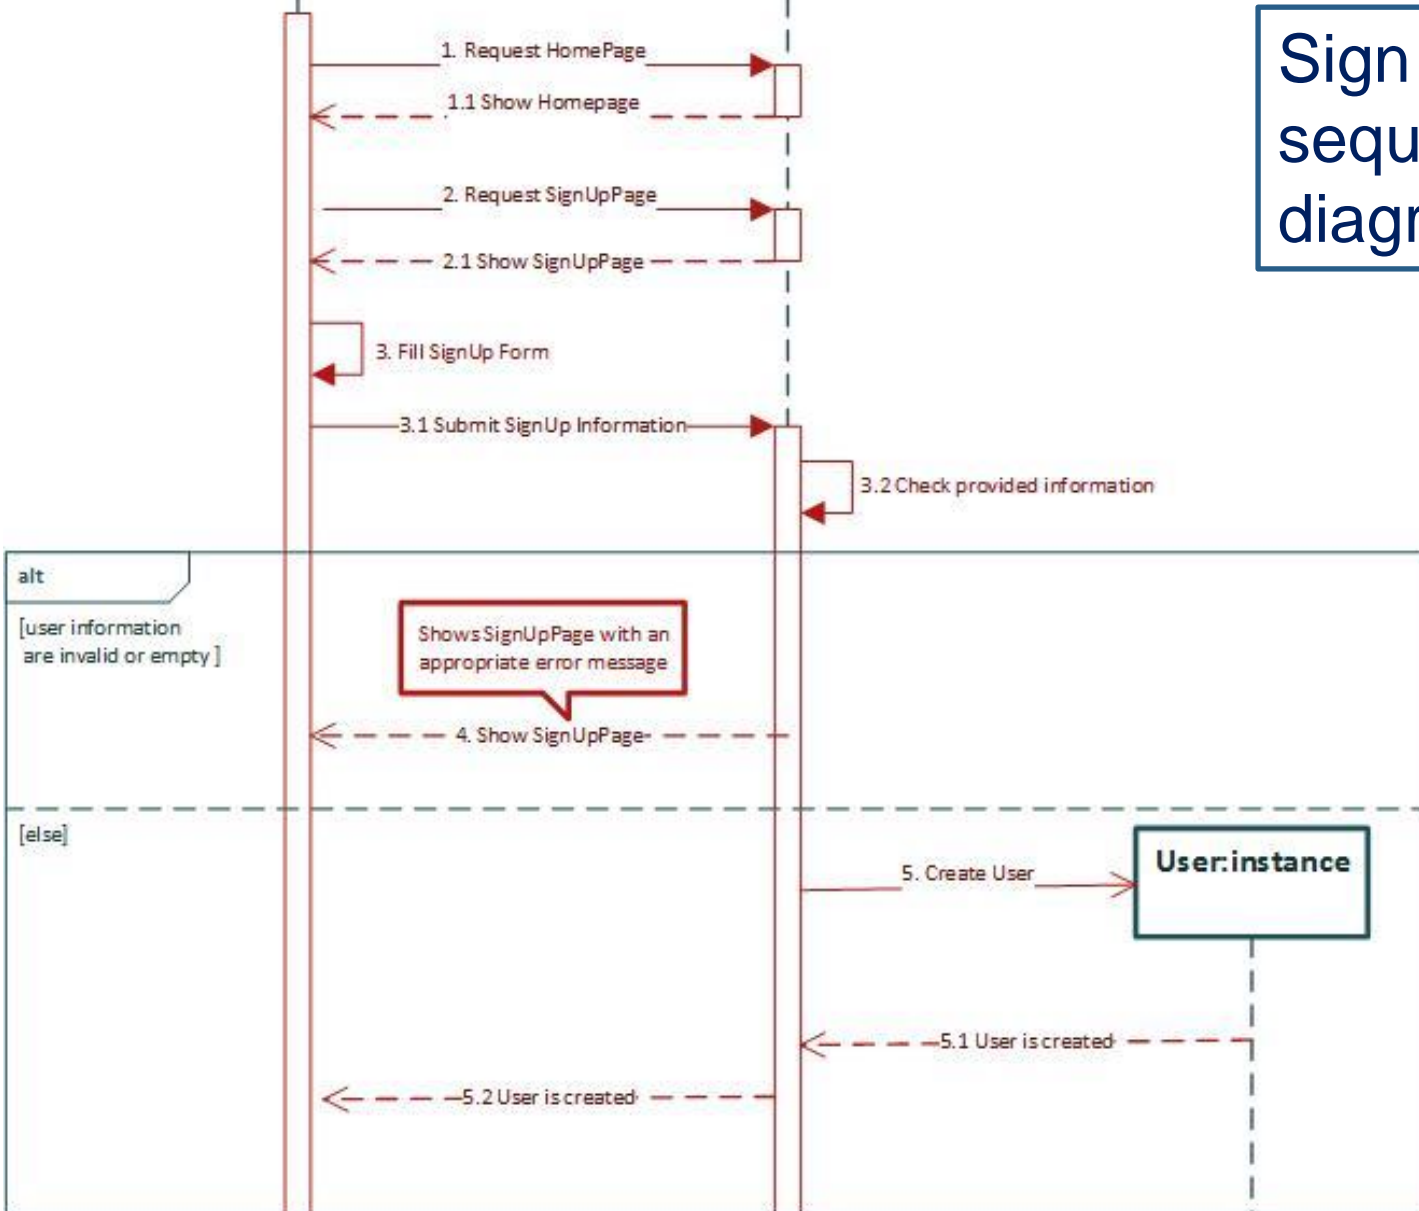 Sign
1. Request HomePage
1.1 Show Homepage
2. Request SignUpPage
2.1 Show SignUpPage
3. Fill SignUp Form
3.1 Submit SignUp Information
3.2 Check provided information
alt
[user information
are invalid or empty ]
Shows SignUpPage with an
appropriate error message
4. Show SignUpPage
[else]
5. Create User
User:instance
5.1 User is created
5.2 User is created